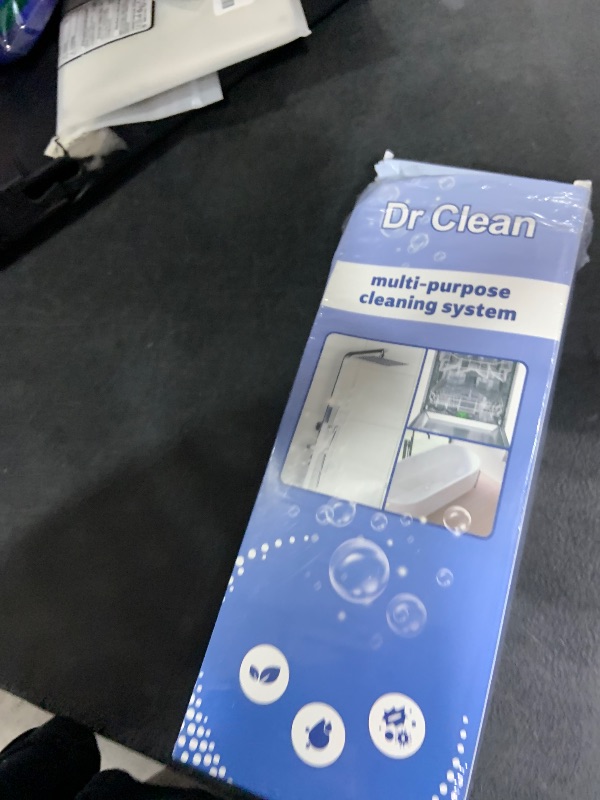 Dr Clean
multi-purpose
cleaning system